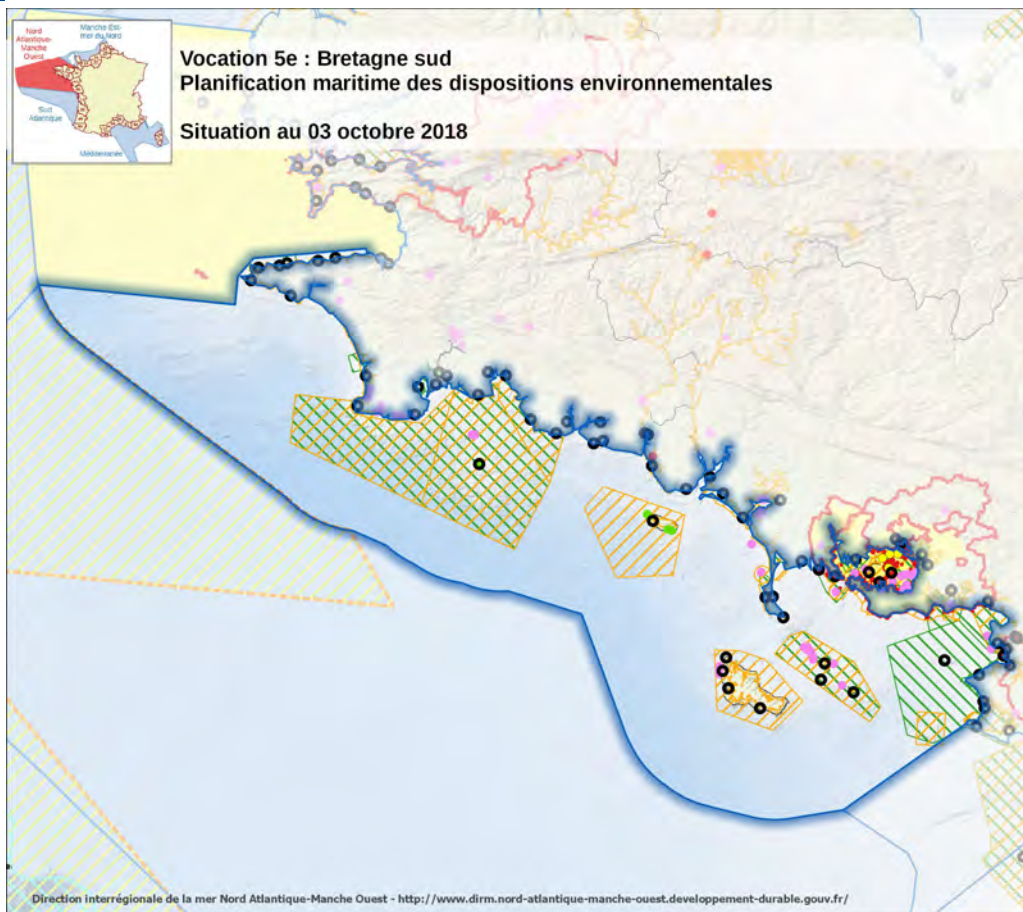 Nord
Atlantique-
Manche
Ouest
Manche Est-
mer du Nord
Sud
Atlantique
Méditerranée
Vocation 5e : Bretagne sud
Planification maritime des dispositions environnementales
Situation au 03 octobre 2018
Direction interrégionale de la mer Nord Atlantique-Manche Ouest - http://www.dirm.nord-atlantique-manche-ouest.developpement-durable.gouv.fr/